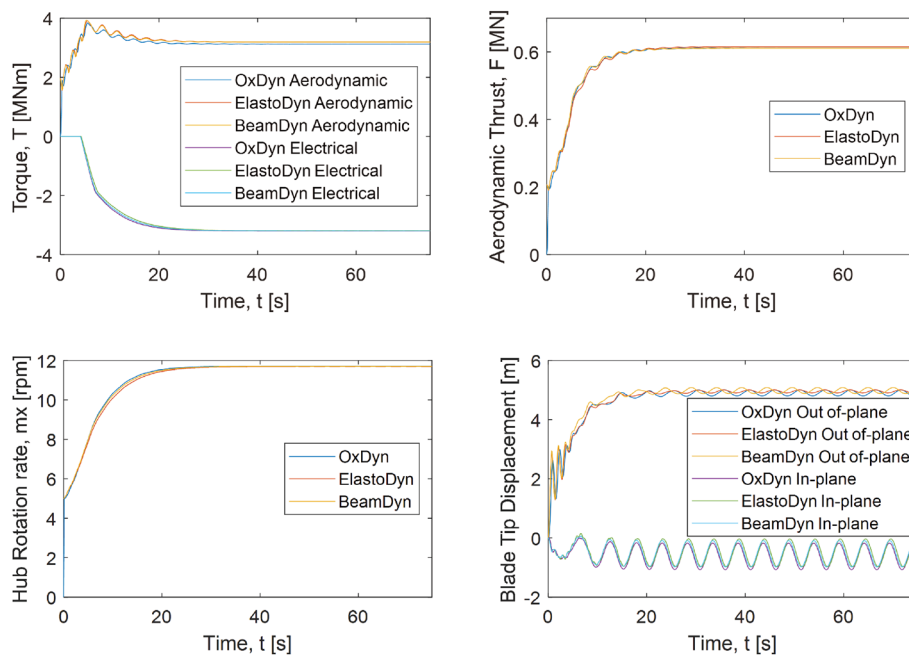 Torque, T [MNm]
4
2
0
-2
-4
OxDyn Aerodynamic
ElastoDyn Aerodynamic
BeamDyn Aerodynamic
OxDyn Electrical
ElastoDyn Electrical
BeamDyn Electrical
0 20 40 60
Time, t [s]
Aerodynamic Thrust, F [MN]
0.6
0.4
0.2
0
OxDyn
ElastoDyn
BeamDyn
0 20 40 60
Time, t [s]
Hub Rotation rate, mx [rpm]
12
10
8
6
4
2
0
OxDyn
ElastoDyn
BeamDyn
0 20 40 60
Time, t [s]
Blade Tip Displacement [m]
6
4
2
0
-2
OxDyn Out of-plane
ElastoDyn Out of-plane
BeamDyn Out of-plane
OxDyn In-plane
ElastoDyn In-plane
BeamDyn In-plane
0 20 40 60
Time, t [s]